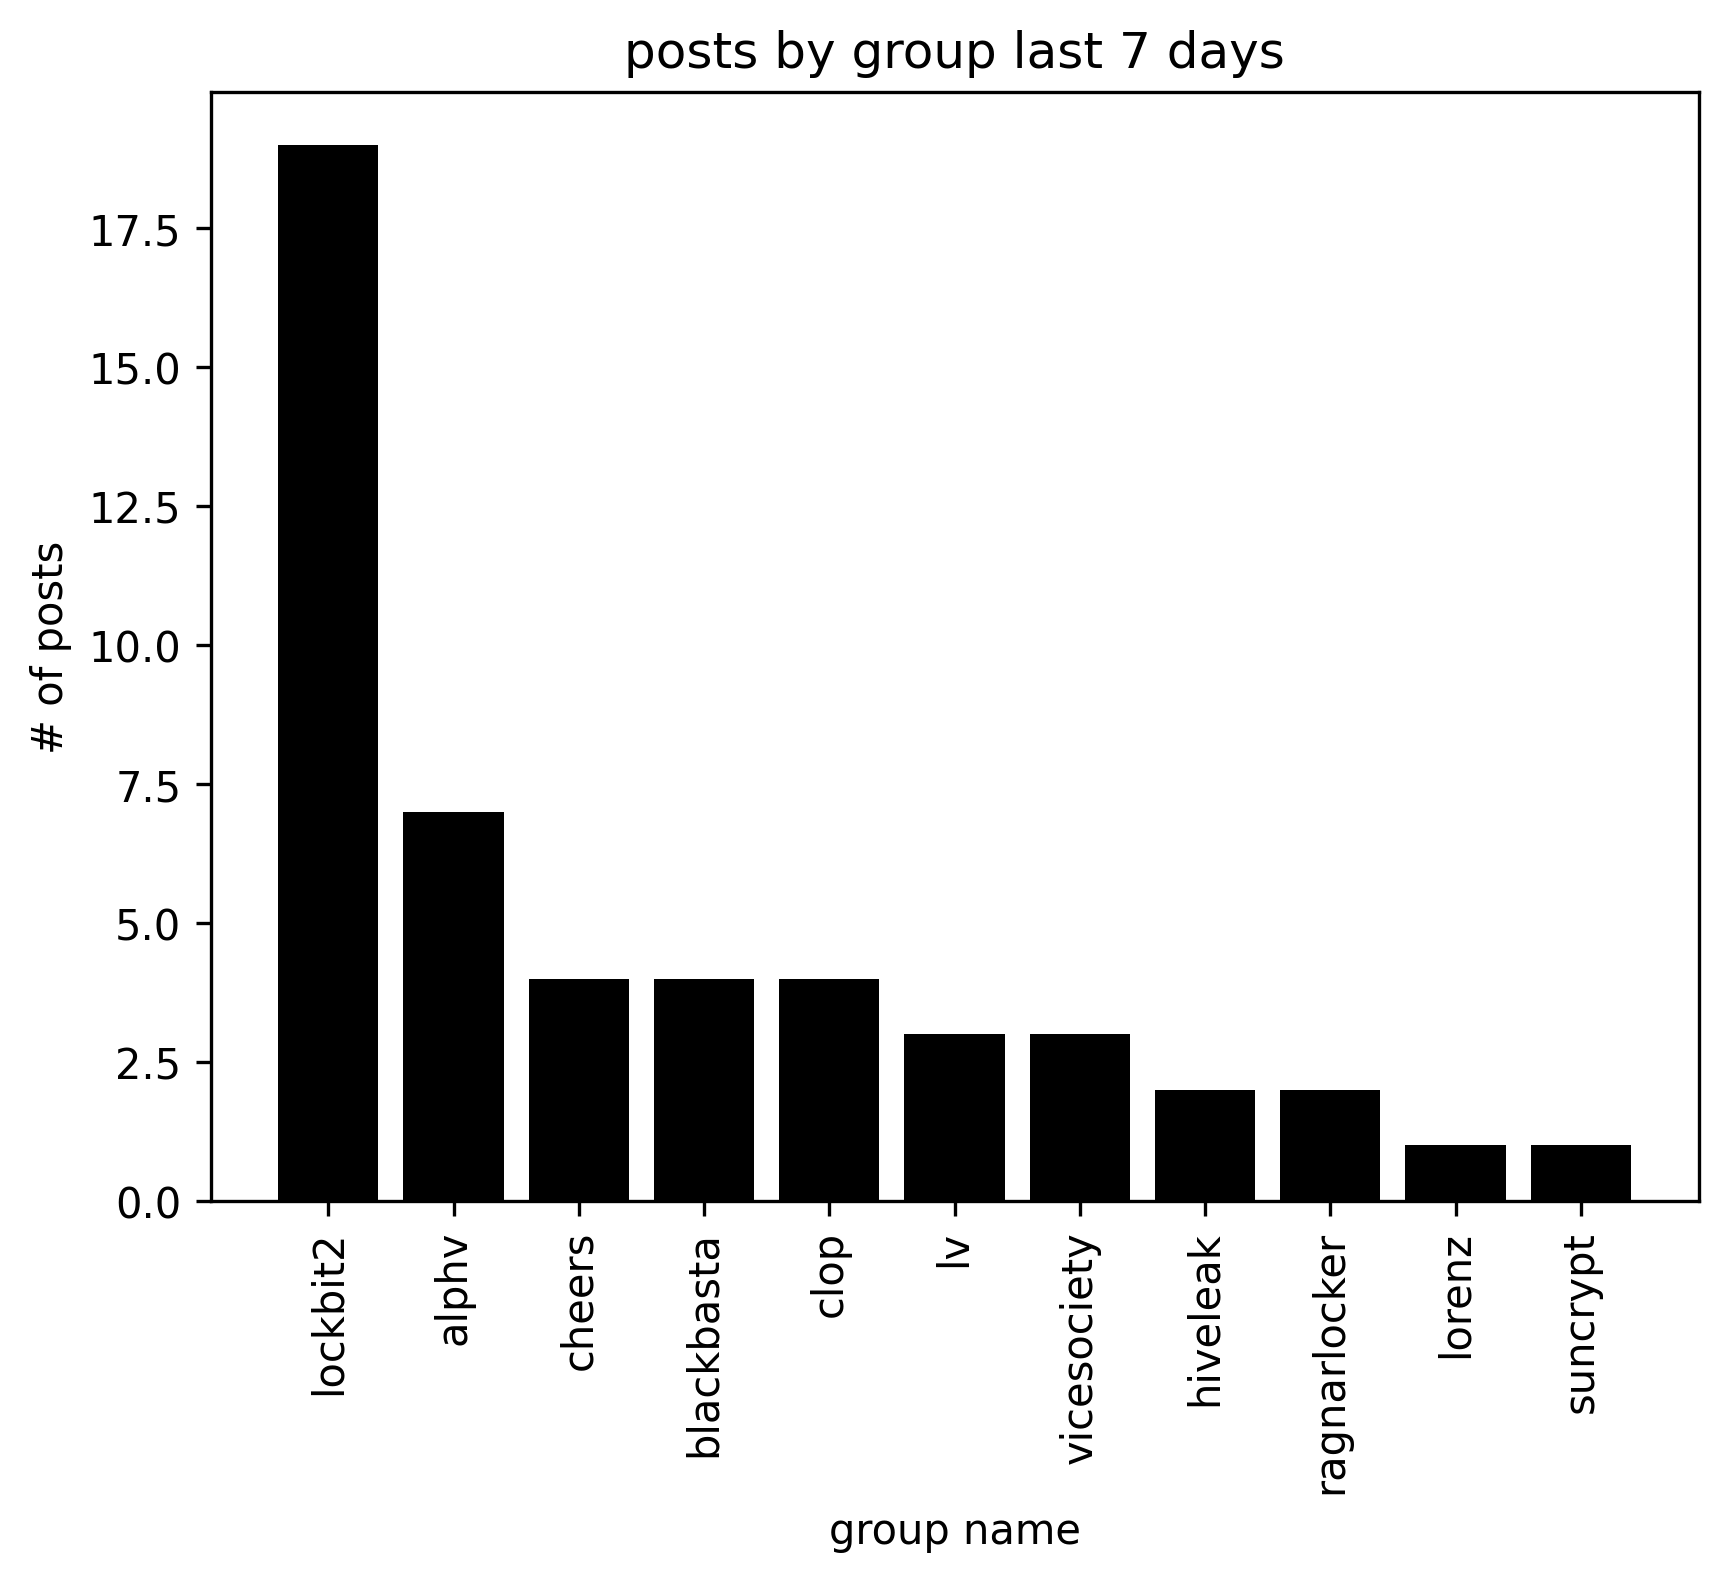 posts by group last 7 days
# of posts
17.5
15.0
12.5
10.0
7.5
5.0
2.5
0.0
lockbit2
alphv
cheers
blackbasta
clop
lv
vicesociety
hiveleak
ragnarlocker
lorenz
suncrypt
group name